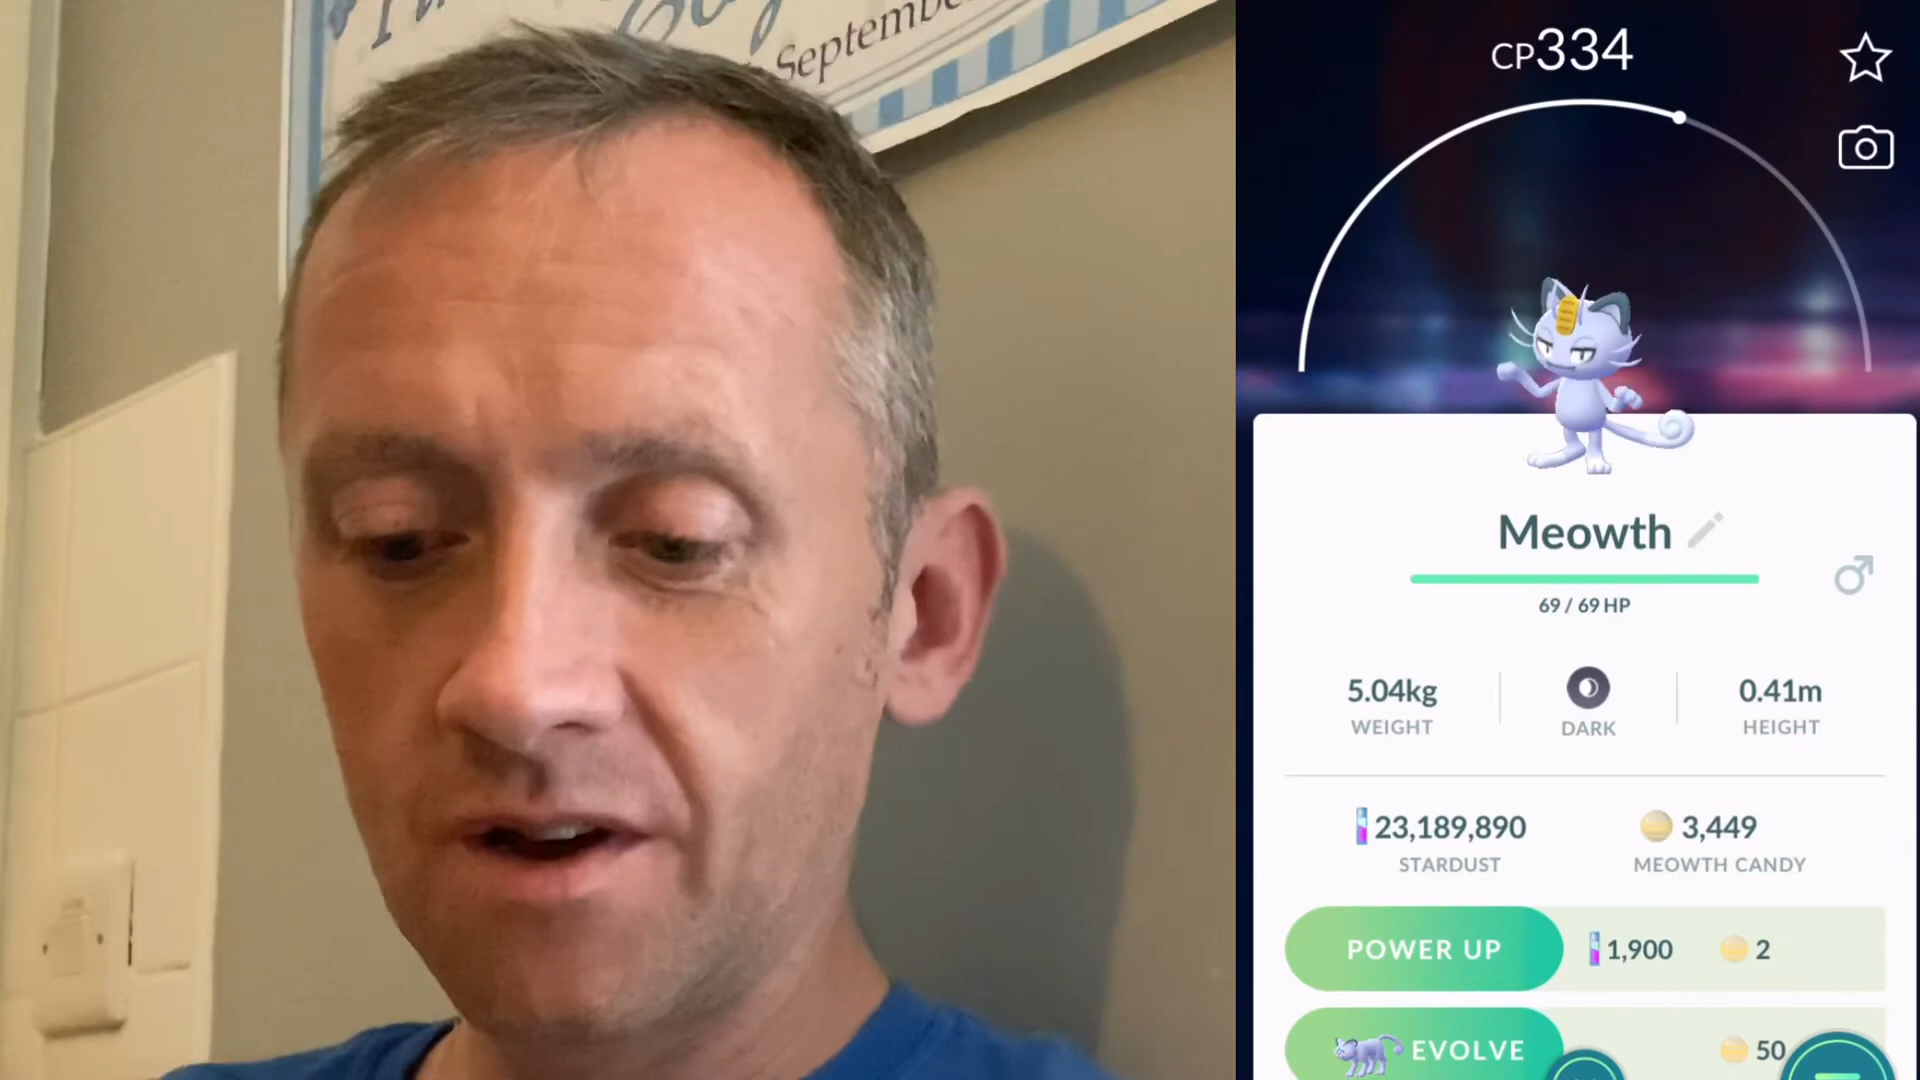 September
CP334
Meowth
69 / 69 HP
5.04kg
WEIGHT
DARK
0.41m
HEIGHT
23,189,890
STARDUST
3,449
MEOWTH CANDY
POWER UP
1,900
2
EVOLVE
50